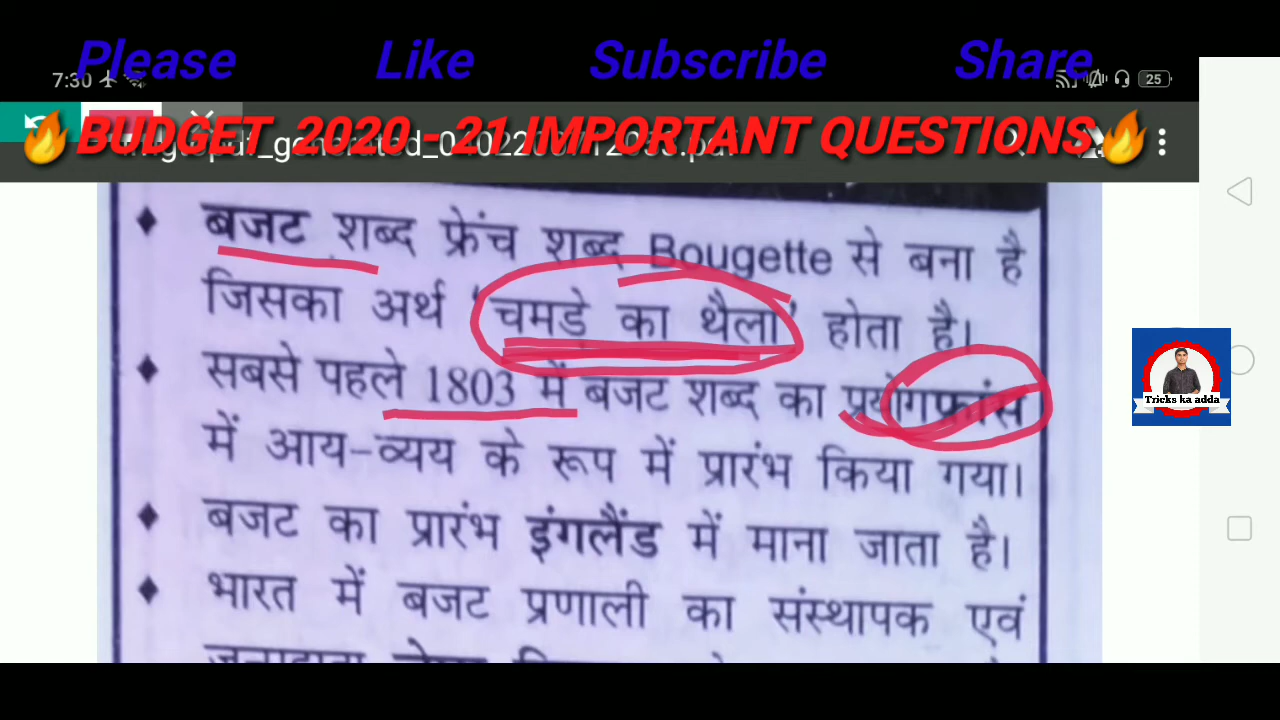 Please Like Subscribe Share
7:30
25
🔥BUDGET 2020 - 21 IMPORTANT QUESTIONS🔥
बजट शब्द फ्रेंच शब्द Bougette से बना है
जिसका अर्थ 'चमड़े का थैला' होता है।
सबसे पहले 1803 में बजट शब्द का प्रयोगफ्रांस
में आय-व्यय के रूप में प्रारंभ किया गया।
बजट का प्रारंभ इंगलैंड में माना जाता है।
भारत में बजट प्रणाली का संस्थापक एवं
Tricks ka adda